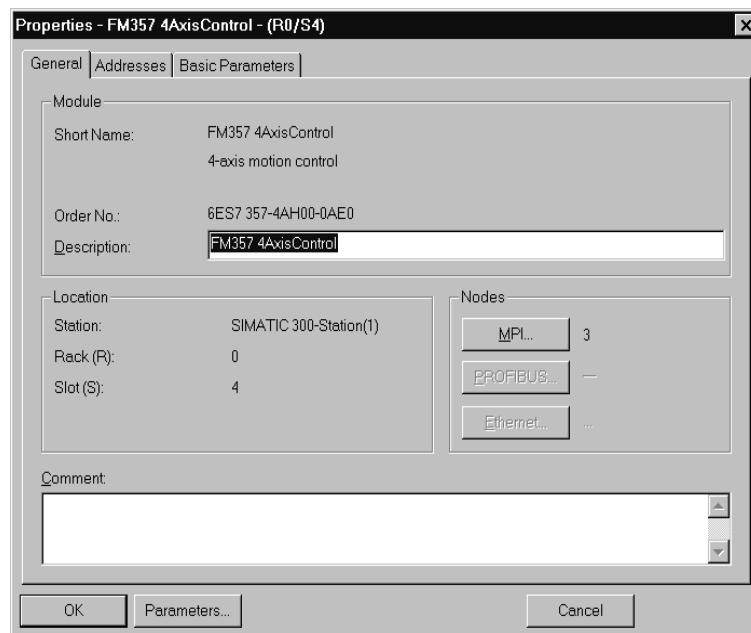 Properties - FM357 4AxisControl - (R0/S4)
General Addresses Basic Parameters
Module
Short Name: FM357 4AxisControl
4-axis motion control
Order No.: 6ES7 357-4AH00-0AE0
Description: FM357 4AxisControl
Location
Station: SIMATIC 300-Station(1)
Rack (R): 0
Slot (S): 4
Nodes
MPI... 3
PROFIBUS... —
Ethernet... ...
Comment:
OK Parameters... Cancel